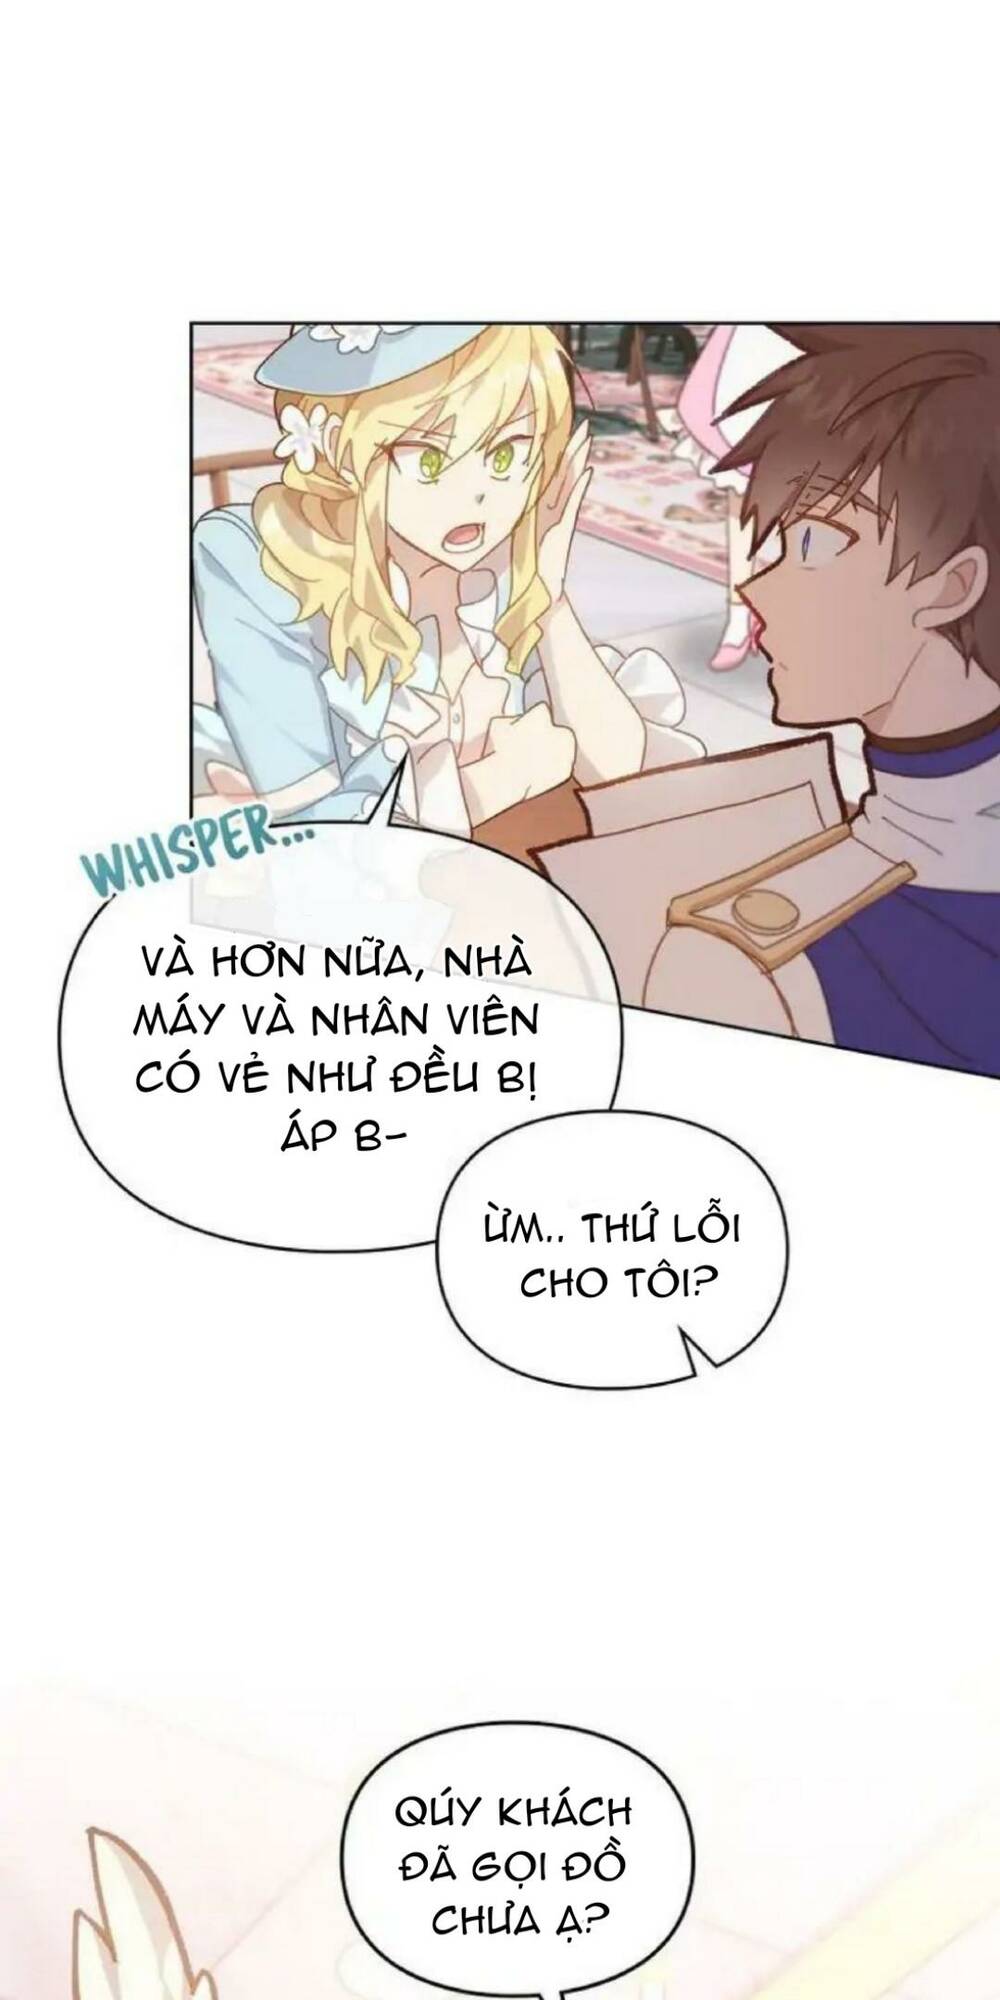 WHISPER...
VÀ HƠN NỮA, NHÀ
MÁY VÀ NHÂN VIÊN
CÓ VẺ NHƯ ĐỀU BỊ
ÁP B-
ỪM.. THỨ LỖI
CHO TÔI?
QÚY KHÁCH
ĐÃ GỌI ĐỒ
CHƯA Ạ?